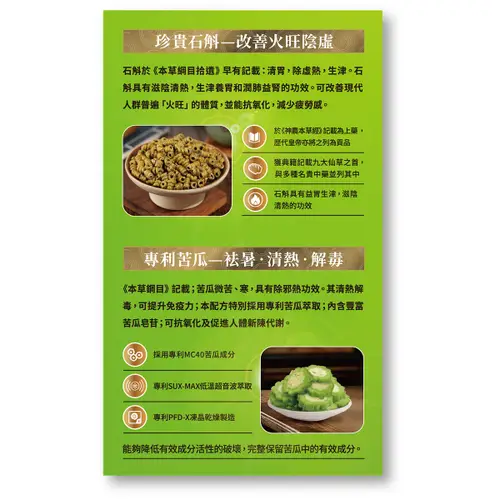 珍貴石斛—改善火旺陰虛
石斛於《本草綱目拾遺》早有記載：清胃，除虛熱，生津。石
斛具有滋陰清熱，生津養胃和潤肺益腎的功效。可改善現代
人群普遍「火旺」的體質，並能抗氧化，減少疲勞感。
於《神農本草經》記載為上藥，
歷代皇帝亦將之列為貢品
獲典籍記載九大仙草之首，
與多種名貴中藥並列其中
石斛具有益胃生津，滋陰
清熱的功效
專利苦瓜—祛暑·清熱·解毒
《本草鋼目》記載；苦瓜微苦、寒，具有除邪熱功效。其清熱解
毒，可提升免疫力；本配方特別採用專利苦瓜萃取；內含豐富
苦瓜皂苷；可抗氧化及促進人體新陳代謝。
採用專利MC40苦瓜成分
專利SUX-MAX低溫超音波萃取
專利PFD-X凍晶乾燥製造
能夠降低有效成分活性的破壞，完整保留苦瓜中的有效成分。